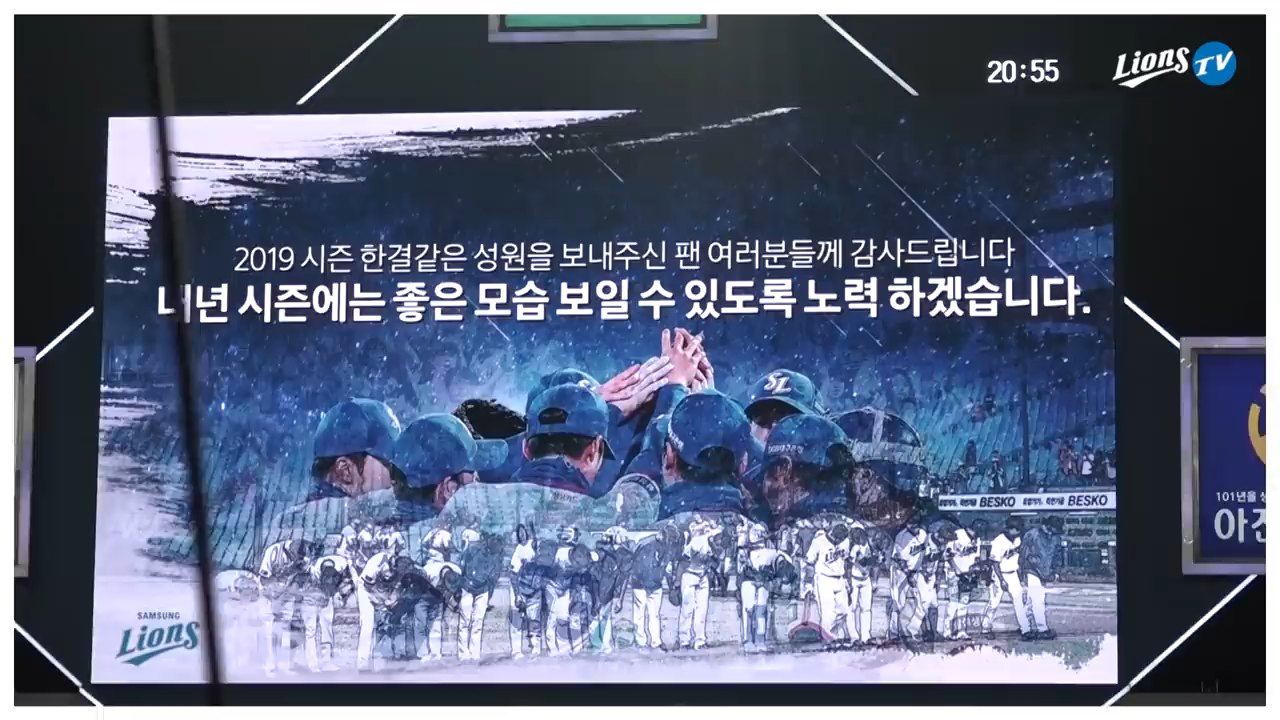 20:55
Lions TV
2019 시즌 한결같은 성원을 보내주신 팬 여러분들께 감사드립니다
내년 시즌에는 좋은 모습 보일 수 있도록 노력 하겠습니다.
SL
BESKO BESKO
101년을
SAMSUNG
Lions